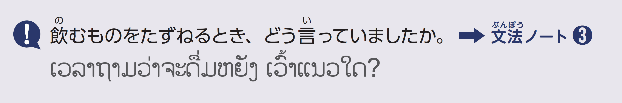 ! 飲むものをたずねるとき、どう言っていましたか。 ➡ 文法ノート❸
ເວລາຖາມວ່າຈະດື່ມຫຍັງ ເວົ້າແນວໃດ?